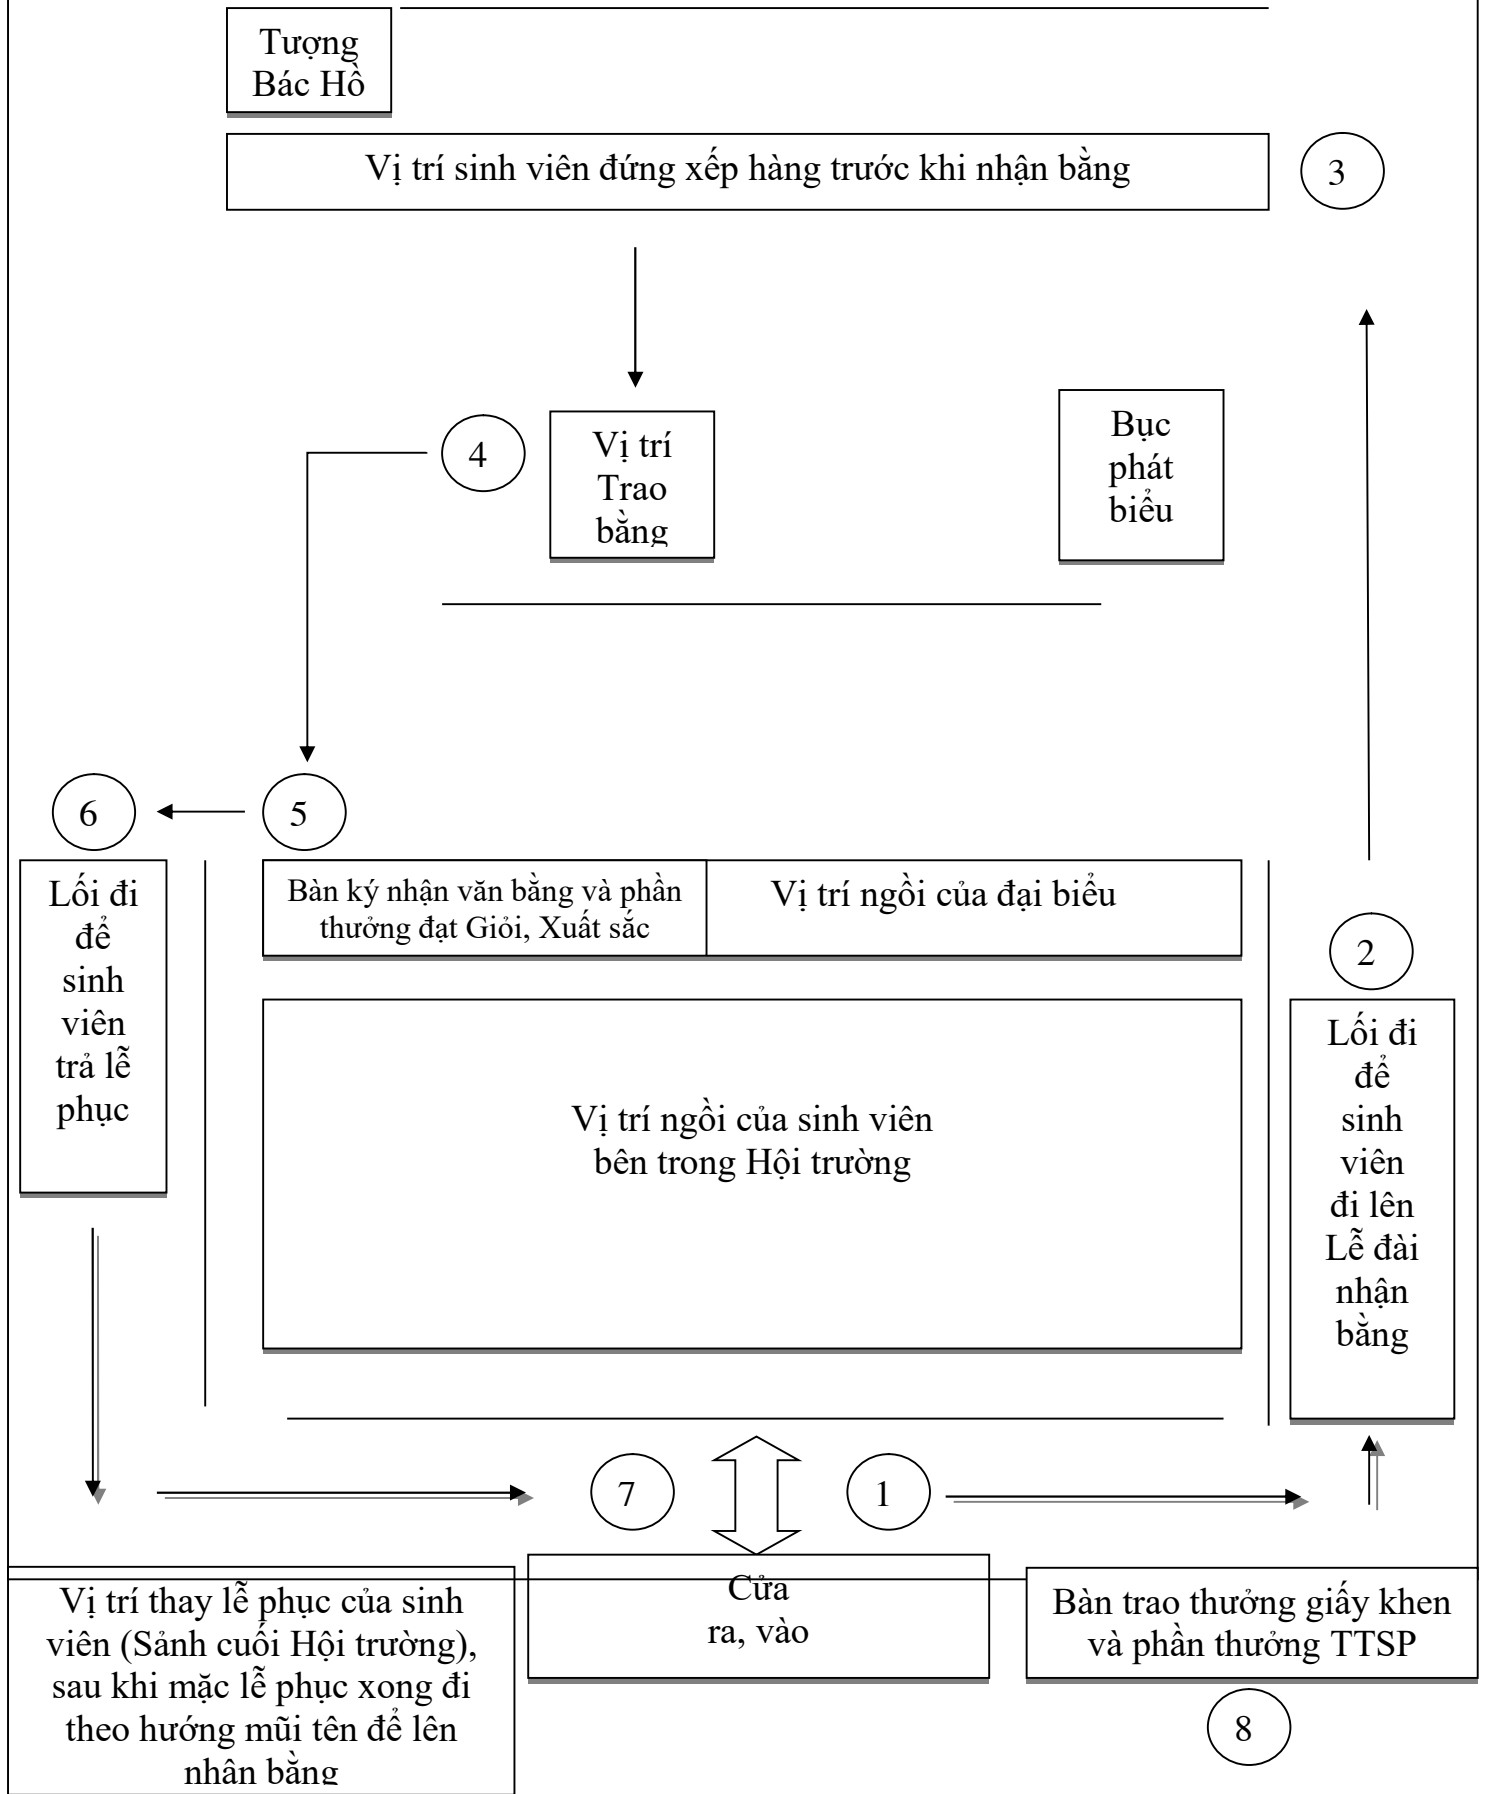 Tượng
Bác Hồ
Vị trí sinh viên đứng xếp hàng trước khi nhận bằng
3
4
Vị trí
Trao
bằng
Bục
phát
biểu
6
5
Lối đi
để
sinh
viên
trả lễ
phục
Bàn ký nhận văn bằng và phần
thưởng đạt Giỏi, Xuất sắc
Vị trí ngồi của đại biểu
2
Lối đi
để
sinh
viên
đi lên
Lễ đài
nhận
bằng
Vị trí ngồi của sinh viên
bên trong Hội trường
7
1
Vị trí thay lễ phục của sinh
viên (Sảnh cuối Hội trường),
sau khi mặc lễ phục xong đi
theo hướng mũi tên để lên
nhận bằng
Cửa
ra, vào
Bàn trao thưởng giấy khen
và phần thưởng TTSP
8